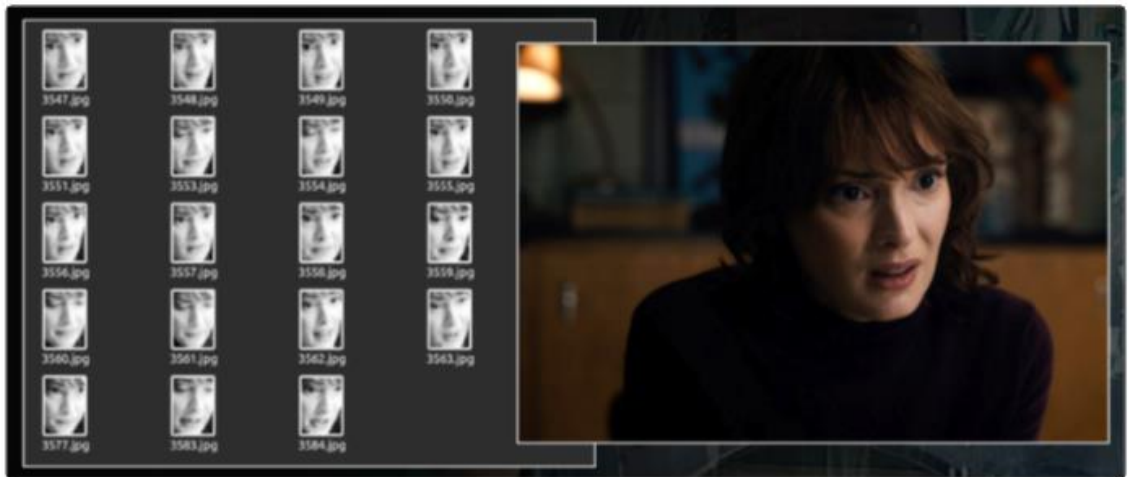 3547.jpg 3548.jpg 3549.jpg 3550.jpg
3551.jpg 3553.jpg 3554.jpg 3555.jpg
3556.jpg 3557.jpg 3558.jpg 3559.jpg
3560.jpg 3561.jpg 3562.jpg 3563.jpg
3577.jpg 3583.jpg 3584.jpg